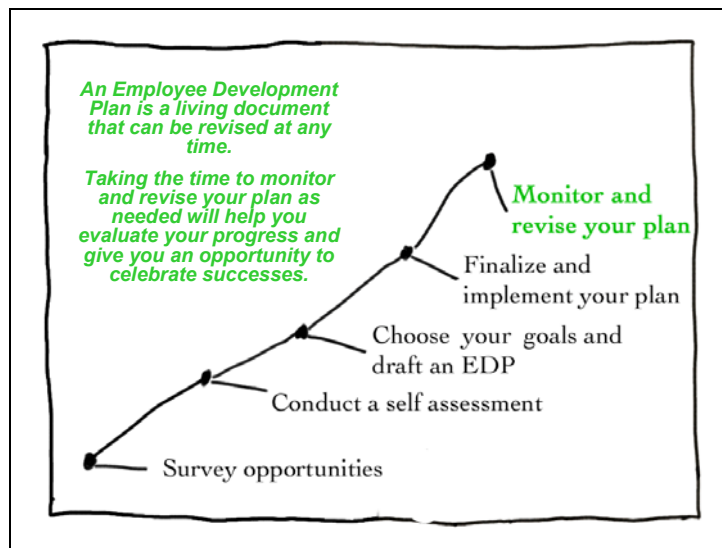 An Employee Development
Plan is a living document
that can be revised at any
time.
Taking the time to monitor
and revise your plan as
needed will help you
evaluate your progress and
give you an opportunity to
celebrate successes.
Monitor and
revise your plan
Finalize and
implement your plan
Choose your goals and
draft an EDP
Conduct a self assessment
Survey opportunities